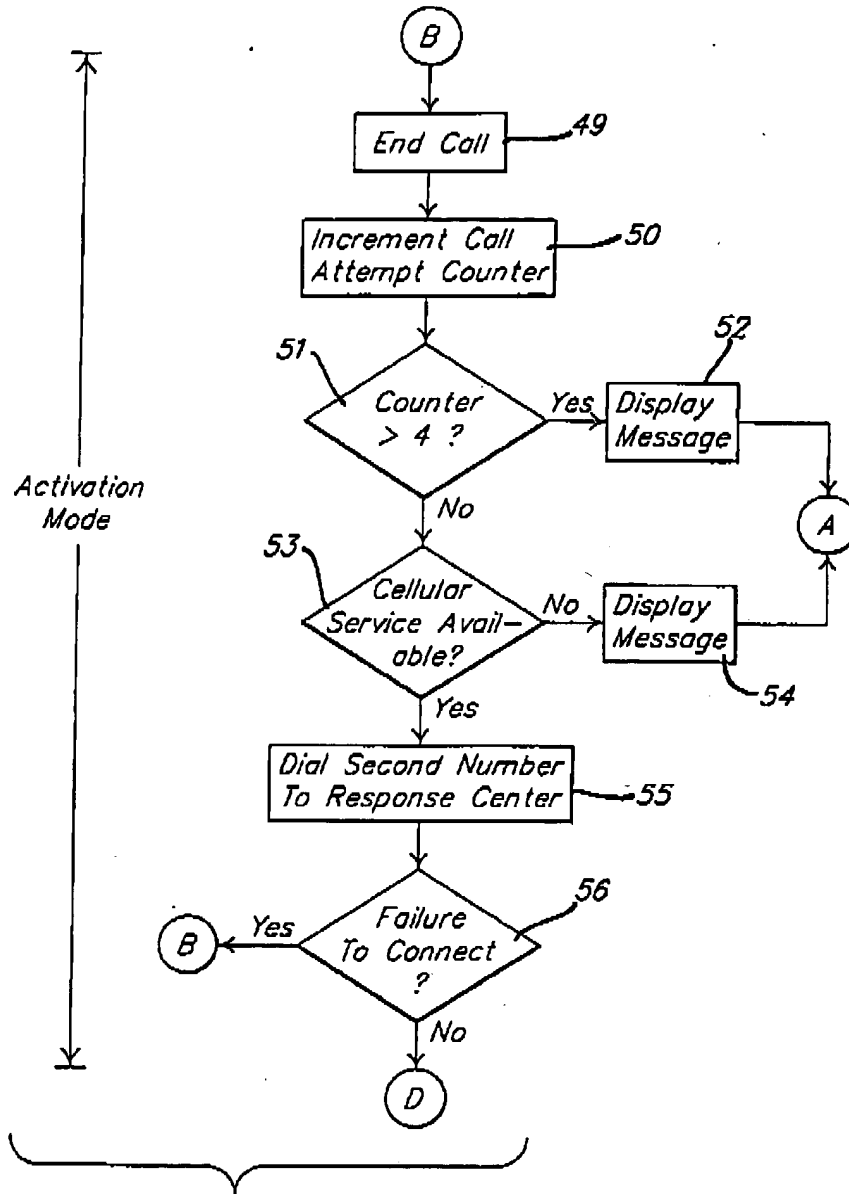 B
End Call
49
Increment Call
Attempt Counter
50
51
Counter
> 4 ?
Yes
52
Display
Message
Activation
Mode
No
A
53
Cellular
Service Avail-
able?
No
Display
Message
54
Yes
Dial Second Number
To Response Center
55
56
Failure
To Connect
?
Yes
B
No
D